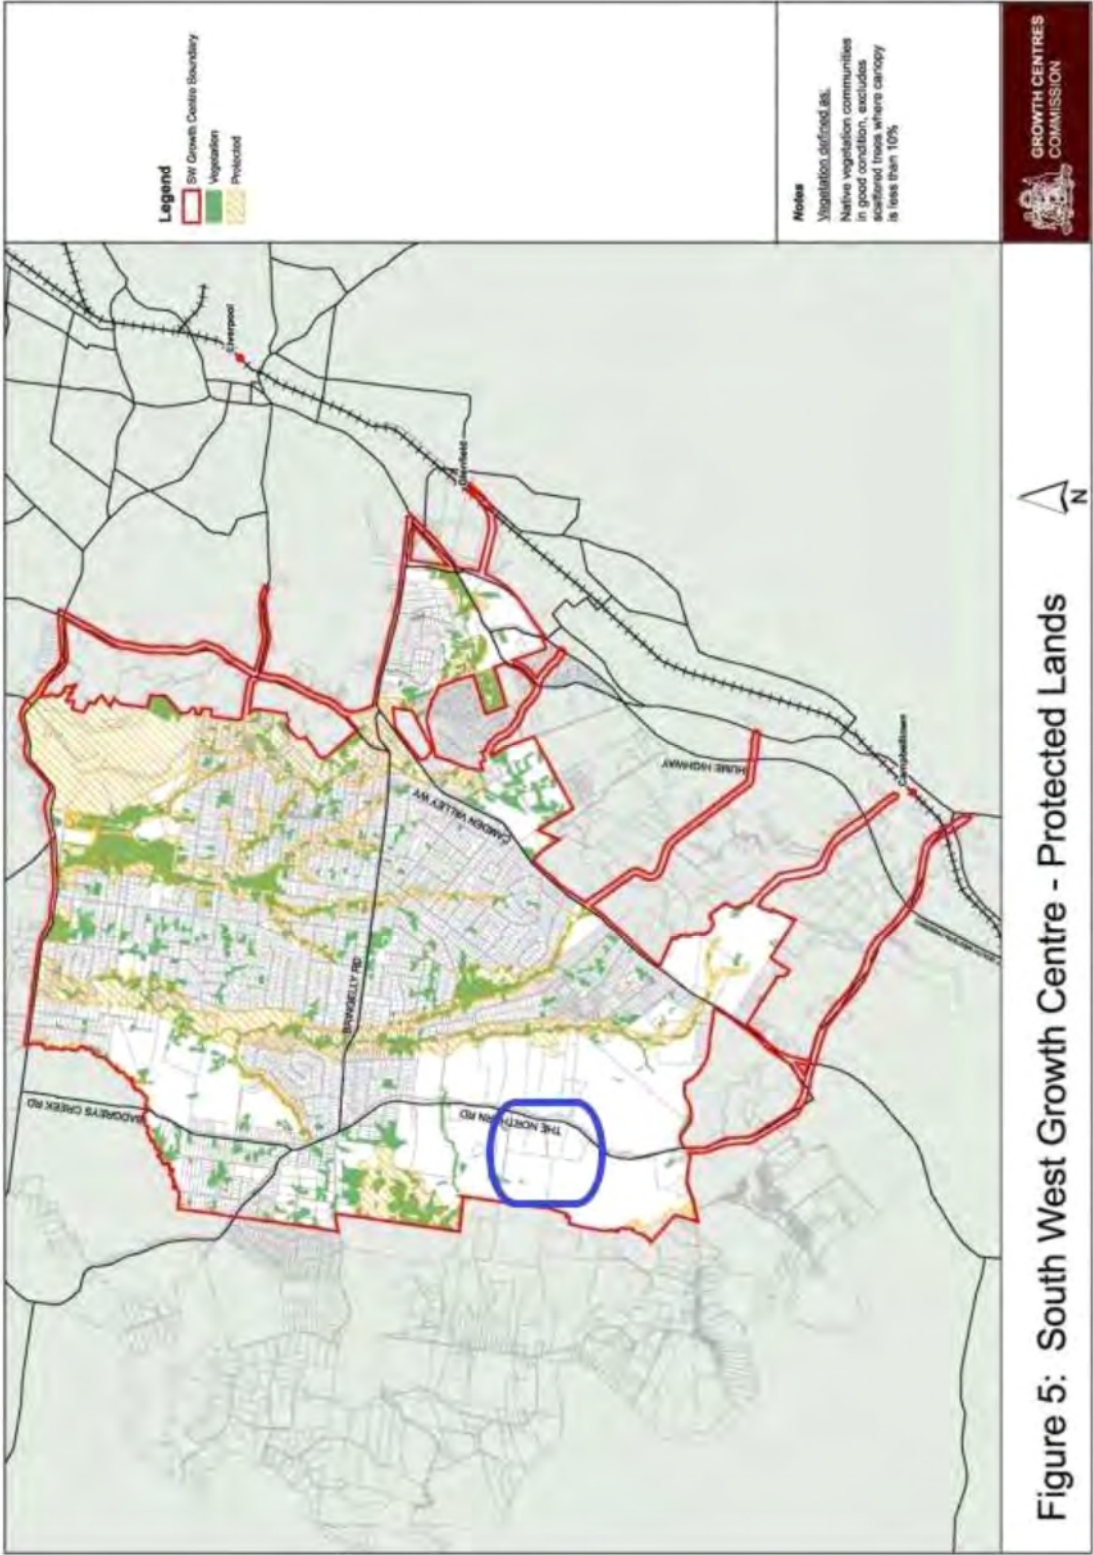 Legend
SW Growth Centre Boundary
Vegetation
Protected
Notes
Vegetation defined as:
Native vegetation communities
in good condition, excludes
scattered trees where canopy
is less than 10%
GROWTH CENTRES
COMMISSION
Liverpool
Glenfield
Campbelltown
HUME HIGHWAY
CAMDEN VALLEY WY
BRINGELLY RD
THE NORTHERN RD
BADGREYS CREEK RD
N
Figure 5: South West Growth Centre - Protected Lands